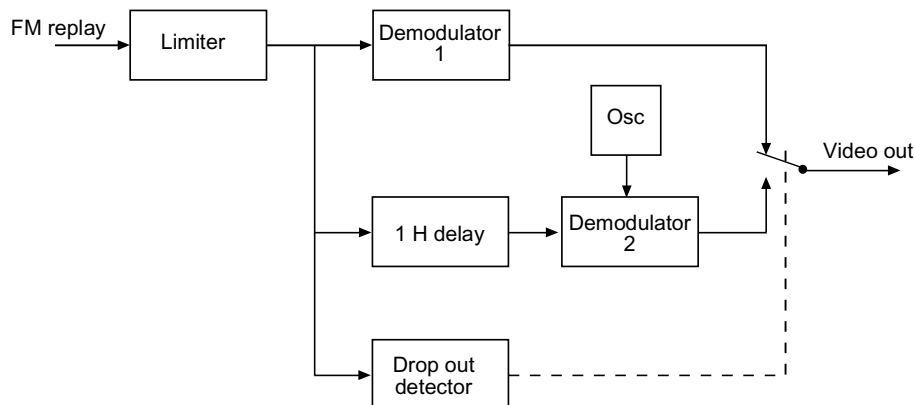 FM replay
Limiter
Demodulator
1
Osc
Video out
1 H delay
Demodulator
2
Drop out
detector